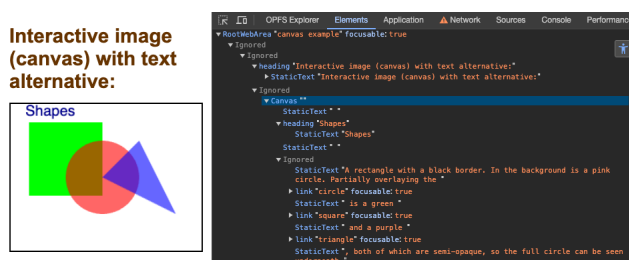 Interactive image
(canvas) with text
alternative:
Shapes
OPFS Explorer Elements Application Network Sources Console Performanc
RootWebArea "canvas example" focusable: true
Ignored
Ignored
heading "Interactive image (canvas) with text alternative:"
StaticText "Interactive image (canvas) with text alternative:"
Ignored
Canvas ""
StaticText " "
heading "Shapes"
StaticText "Shapes"
StaticText " "
Ignored
StaticText "A rectangle with a black border. In the background is a pink
circle. Partially overlaying the "
link "circle" focusable: true
StaticText " is a green "
link "square" focusable: true
StaticText " and a purple "
link "triangle" focusable: true
StaticText ", both of which are semi-opaque, so the full circle can be seen